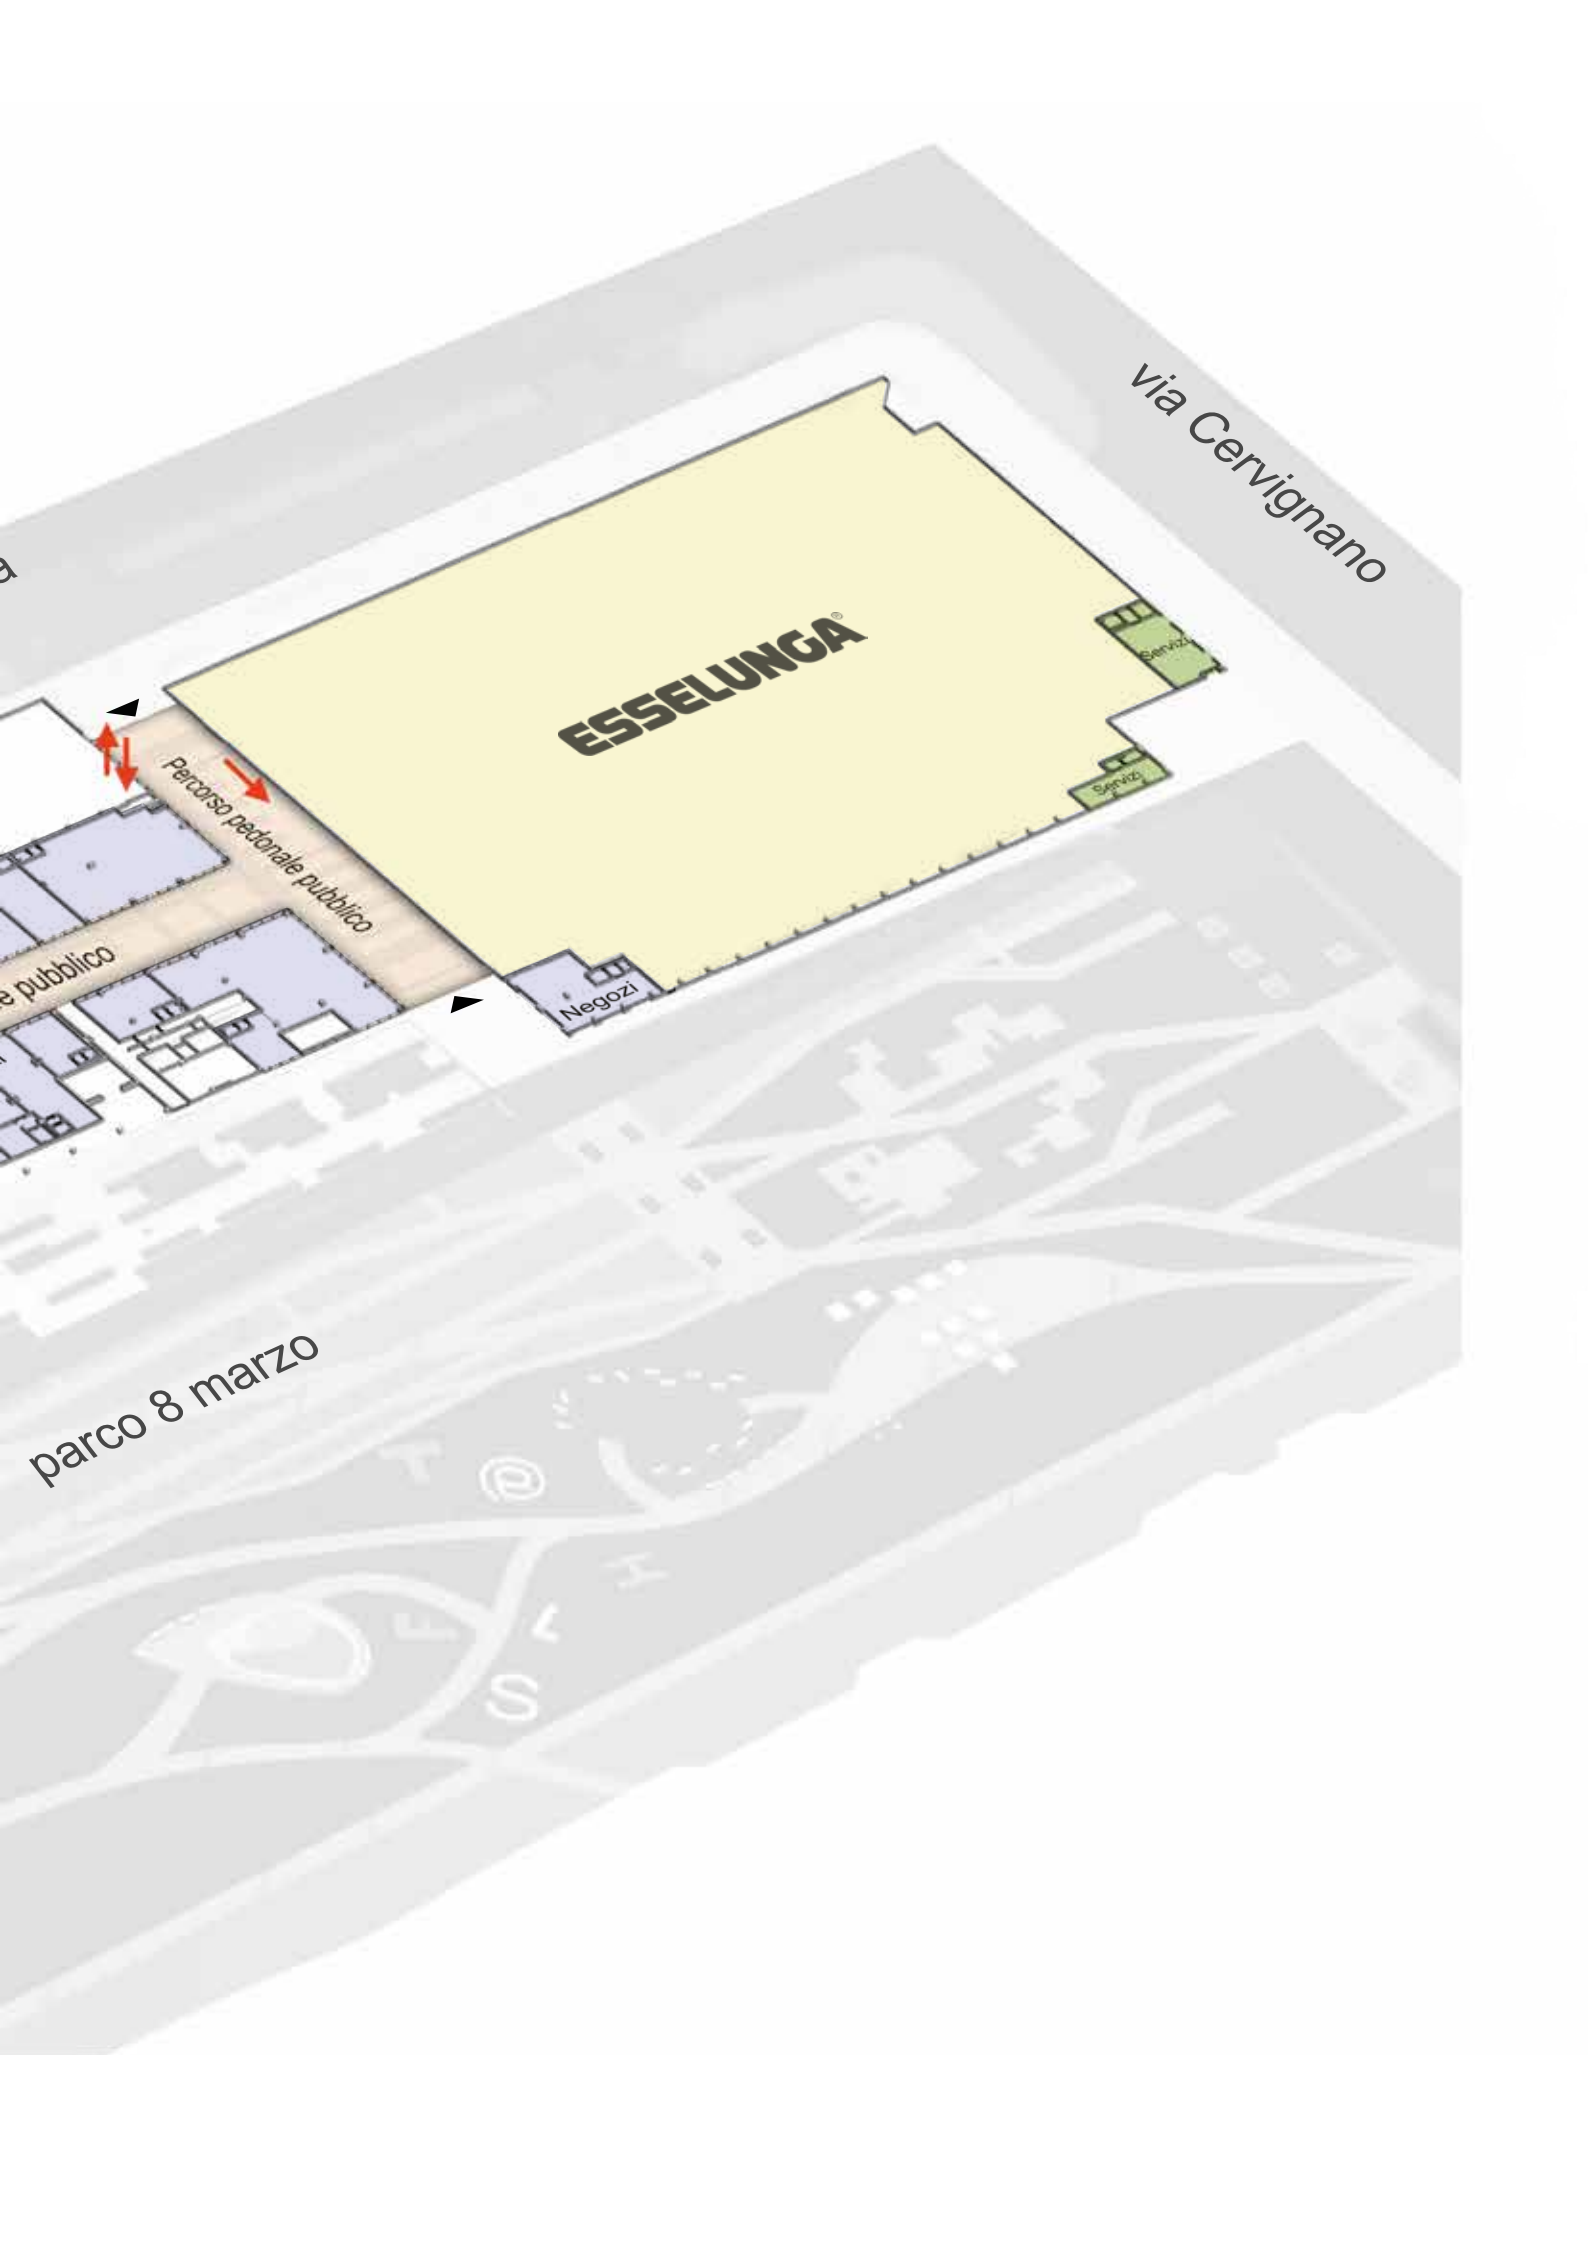 via Cervignano
ESSELUNGA®
Servizi
Servizi
Percorso pedonale pubblico
pubblico
Negozi
parco 8 marzo
F
L
H
S